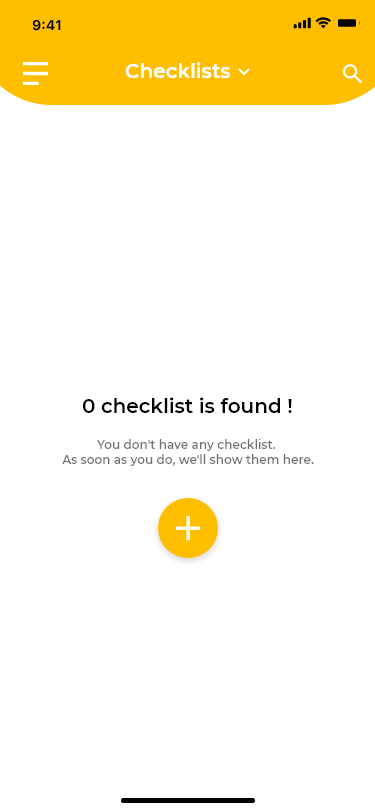 9:41
Checklists
0 checklist is found !
You don't have any checklist.
As soon as you do, we'll show them here.